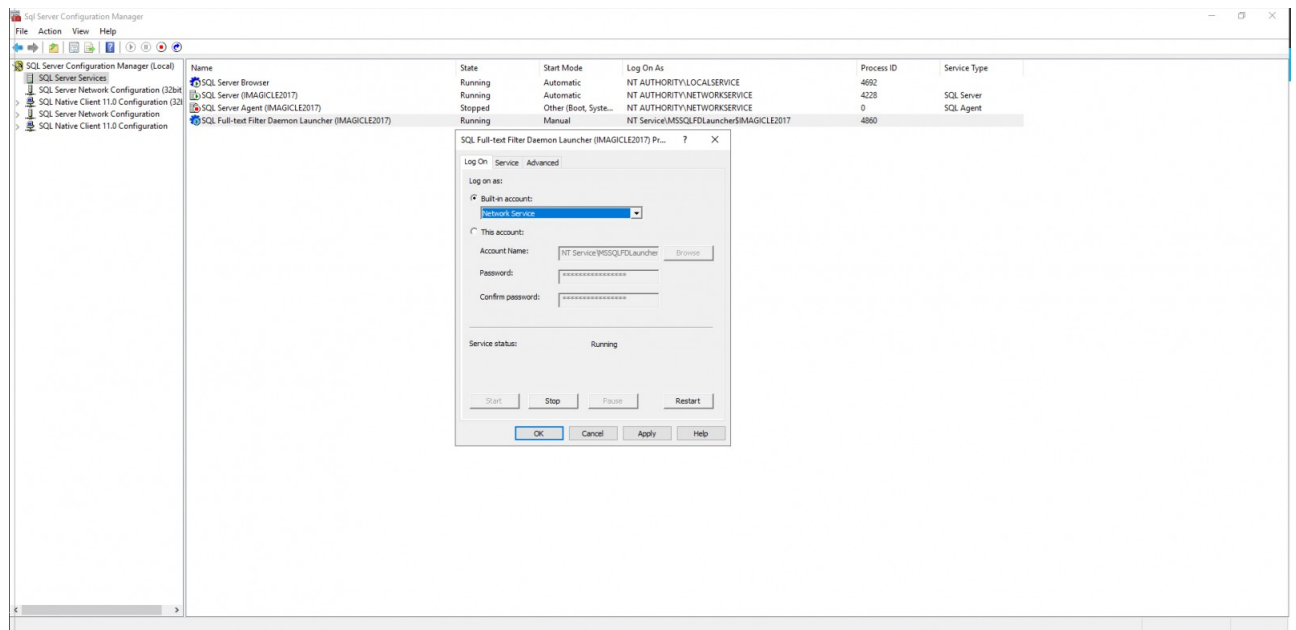 Sql Server Configuration Manager
File Action View Help
SQL Server Configuration Manager (Local)
SQL Server Services
SQL Server Network Configuration (32bit
SQL Native Client 11.0 Configuration (32l
SQL Server Network Configuration
SQL Native Client 11.0 Configuration
Name State Start Mode Log On As Process ID Service Type
SQL Server Browser Running Automatic NT AUTHORITY\LOCALSERVICE 4692
SQL Server (IMAGICLE2017) Running Automatic NT AUTHORITY\NETWORKSERVICE 4228 SQL Server
SQL Server Agent (IMAGICLE2017) Stopped Other (Boot, Syste... NT AUTHORITY\NETWORKSERVICE 0 SQL Agent
SQL Full-text Filter Daemon Launcher (IMAGICLE2017) Running Manual NT Service\MSSQLFDLauncher$IMAGICLE2017 4860
SQL Full-text Filter Daemon Launcher (IMAGICLE2017) Pr... ?
Log On Service Advanced
Log on as:
Built-in account:
Network Service
This account:
Account Name: NT Service\MSSQLFDLauncher Browse
Password: ****************
Confirm password: ****************
Service status: Running
Start Stop Pause Restart
OK Cancel Apply Help